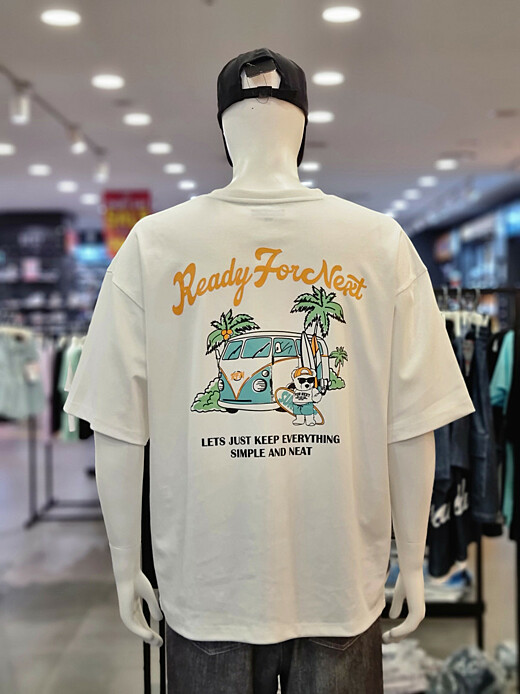 Ready For Next
LETS JUST KEEP EVERYTHING
SIMPLE AND NEAT